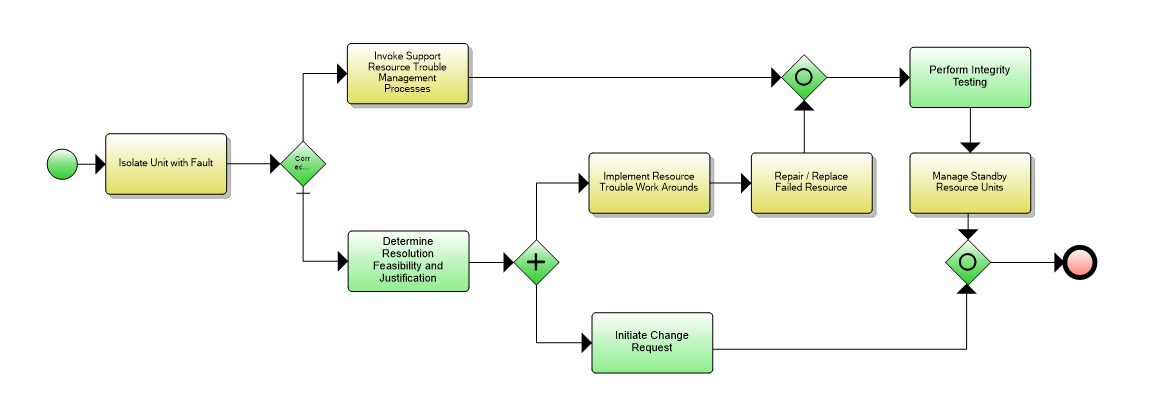 Invoke Support
Resource Trouble
Management
Processes
Perform Integrity
Testing
Isolate Unit with Fault
Corr
ec...
Implement Resource
Trouble Work Arounds
Repair / Replace
Failed Resource
Manage Standby
Resource Units
Determine
Resolution
Feasibility and
Justification
Initiate Change
Request